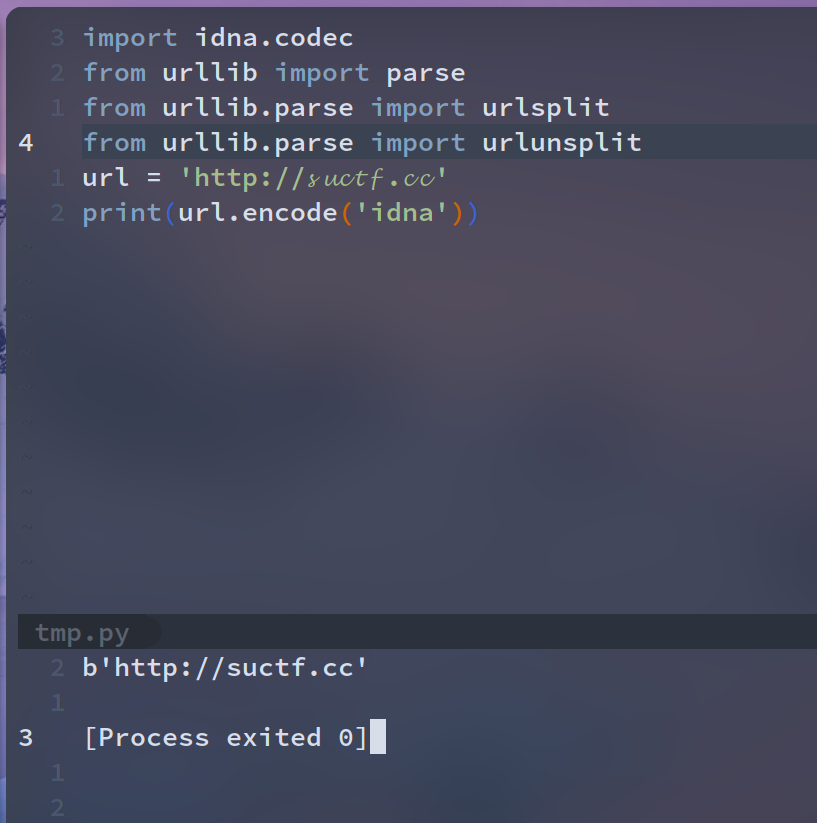 3 import idna.codec
2 from urllib import parse
1 from urllib.parse import urlsplit
4 from urllib.parse import urlunsplit
1 url = 'http://𝓈𝓊𝒸𝓉𝒻.𝒸𝒸'
2 print(url.encode('idna'))
~
~
~
~
~
~
~
~
~
~
~
tmp.py
2 b'http://suctf.cc'
1
3 [Process exited 0]
1
2